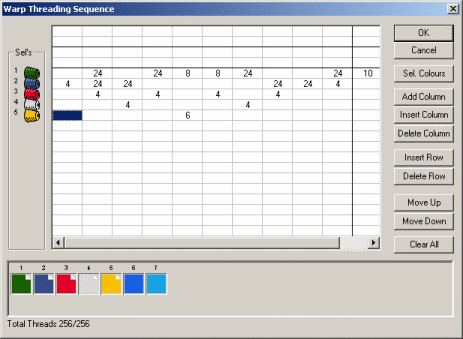 Warp Threading Sequence
OK
Cancel
Sel. Colours
Add Column
Insert Column
Delete Column
Insert Row
Delete Row
Move Up
Move Down
Clear All
Sel's
1 24 24 8 8 24 24 10
2 4 24 24 24 24 4
3 4 4 4 4
4 4 4
5 6
1 2 3 4 5 6 7
Total Threads 256/256